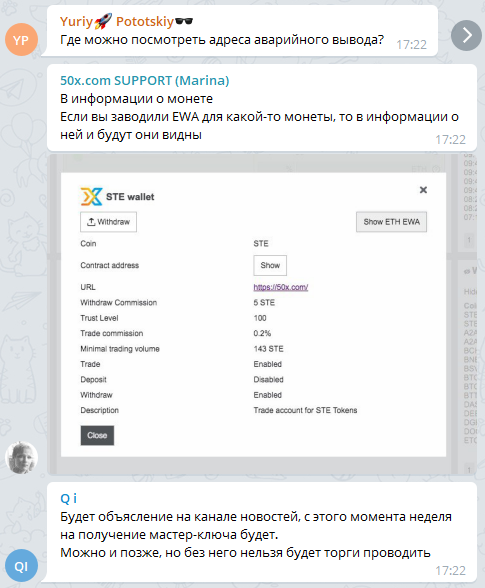 Yuriy🚀 Pototskiy🕶
Где можно посмотреть адреса аварийного вывода?
17:22
YP
50x.com SUPPORT (Marina)
В информации о монете
Если вы заводили EWA для какой-то монеты, то в информации о
ней и будут они видны
17:22
STE wallet
Withdraw
Show ETH EWA
Coin STE
Contract address Show
URL https://50x.com/
Withdraw Commission 5 STE
Trust Level 100
Trade commission 0.2%
Minimal trading volume 143 STE
Trade Enabled
Deposit Disabled
Withdraw Enabled
Description Trade account for STE Tokens
Close
Q i
Будет объясление на канале новостей, с этого момента неделя
на получение мастер-ключа будет.
Можно и позже, но без него нельзя будет торги проводить
17:22
QI